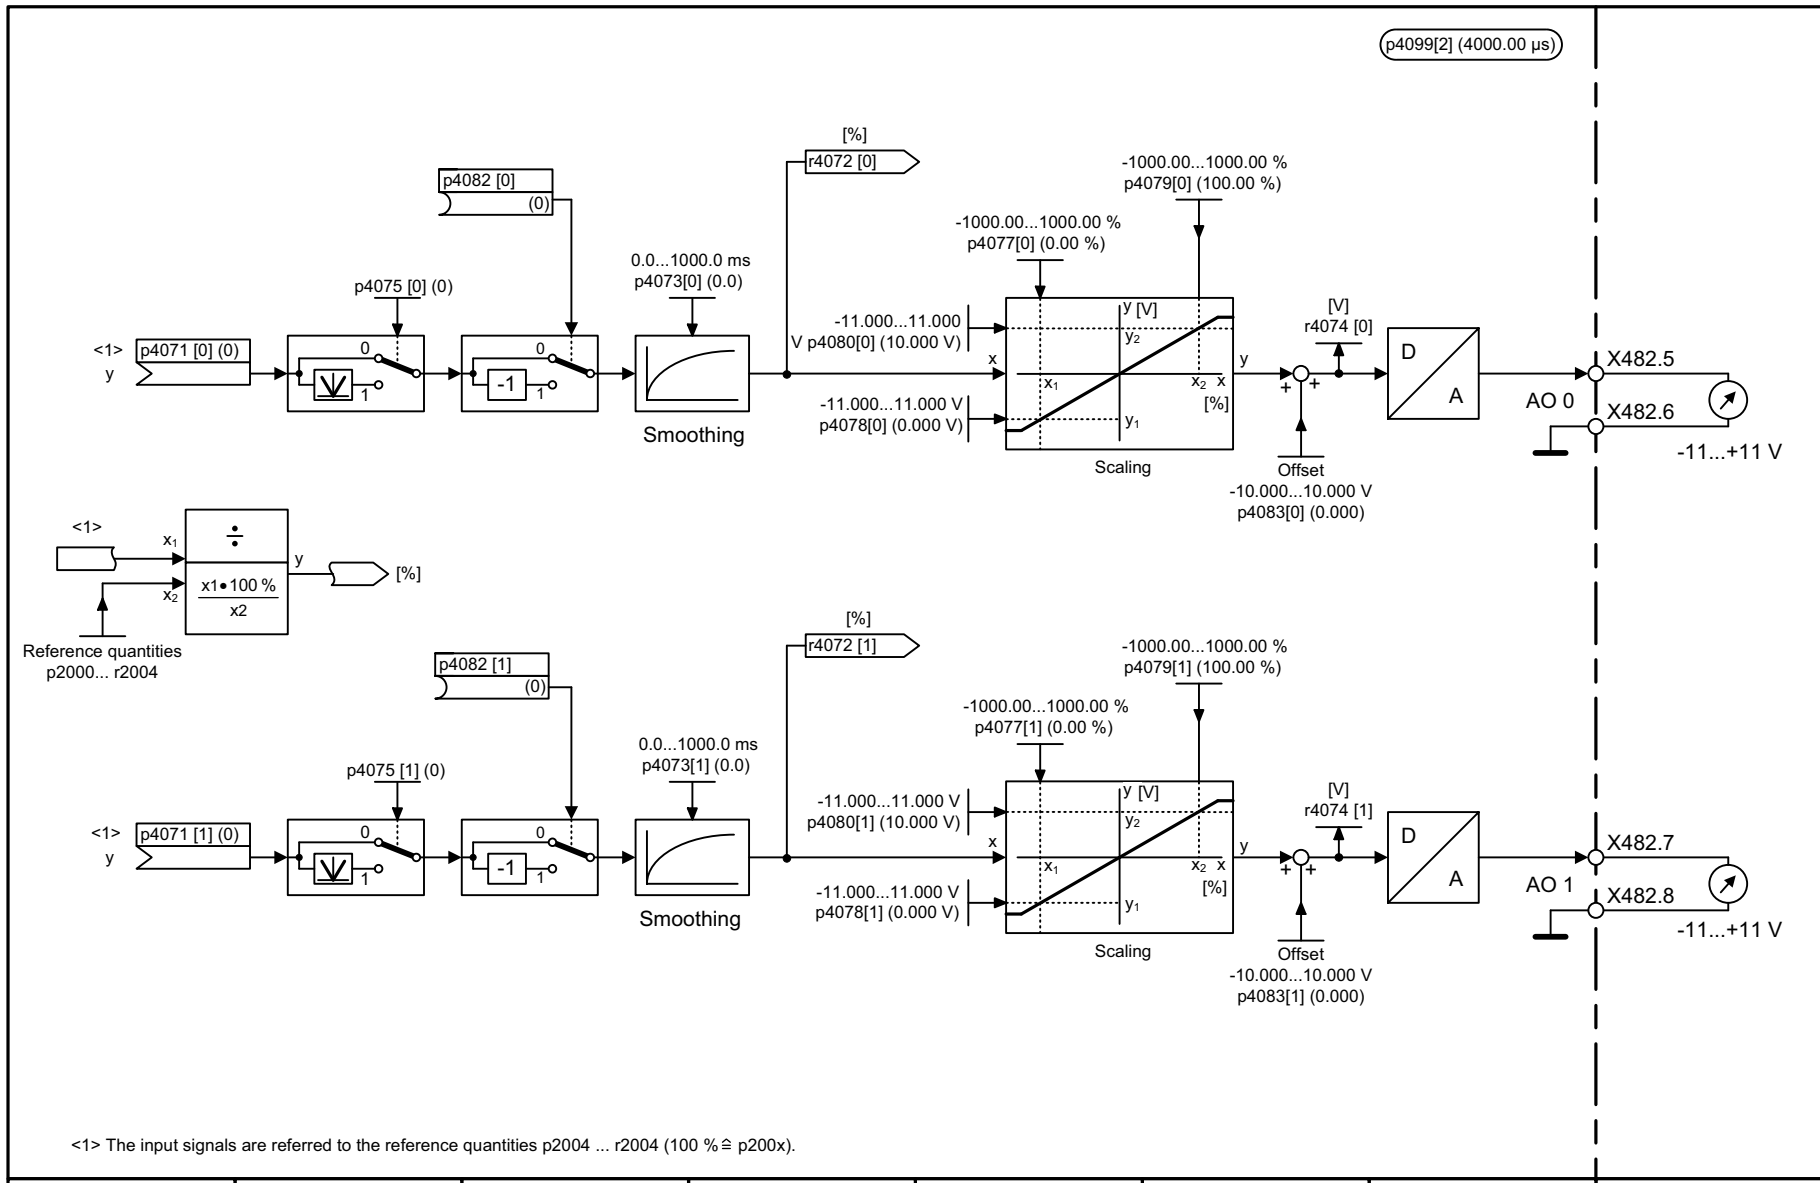 p4099[2] (4000.00 µs)
[%]
r4072 [0]
-1000.00...1000.00 %
p4079[0] (100.00 %)
p4082 [0]
(0)
-1000.00...1000.00 %
p4077[0] (0.00 %)
0.0...1000.0 ms
p4073[0] (0.0)
p4075 [0] (0)
-11.000...11.000
V p4080[0] (10.000 V)
y [V]
y2
[V]
r4074 [0]
<1>
p4071 [0] (0)
y
0
1
0
-1
1
x
x1
x2
x
[%]
y
+
+
D
A
X482.5
AO 0
X482.6
-11...+11 V
-11.000...11.000 V
p4078[0] (0.000 V)
y1
Smoothing
Scaling
Offset
-10.000...10.000 V
p4083[0] (0.000)
<1>
x1
÷
y
[%]
x2
x1•100 %
x2
Reference quantities
p2000... r2004
[%]
r4072 [1]
-1000.00...1000.00 %
p4079[1] (100.00 %)
p4082 [1]
(0)
-1000.00...1000.00 %
p4077[1] (0.00 %)
0.0...1000.0 ms
p4073[1] (0.0)
p4075 [1] (0)
-11.000...11.000 V
p4080[1] (10.000 V)
y [V]
y2
[V]
r4074 [1]
<1>
p4071 [1] (0)
y
0
1
0
-1
1
x
x1
x2
x
[%]
y
+
+
D
A
X482.7
AO 1
X482.8
-11...+11 V
-11.000...11.000 V
p4078[1] (0.000 V)
y1
Smoothing
Scaling
Offset
-10.000...10.000 V
p4083[1] (0.000)
<1> The input signals are referred to the reference quantities p2004 ... r2004 (100 % ≙ p200x).